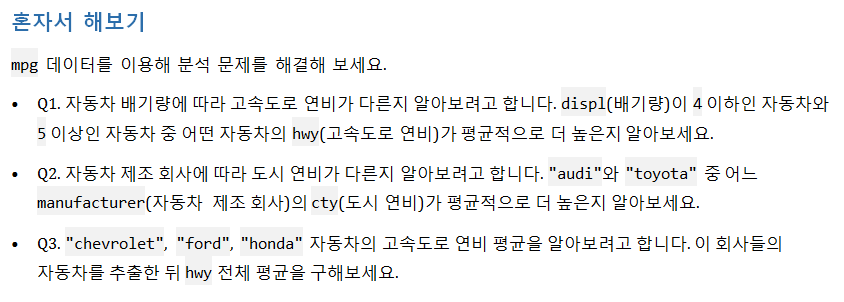 혼자서 해보기
mpg 데이터를 이용해 분석 문제를 해결해 보세요.
• Q1. 자동차 배기량에 따라 고속도로 연비가 다른지 알아보려고 합니다. displ(배기량)이 4 이하인 자동차와
5 이상인 자동차 중 어떤 자동차의 hwy(고속도로 연비)가 평균적으로 더 높은지 알아보세요.
• Q2. 자동차 제조 회사에 따라 도시 연비가 다른지 알아보려고 합니다. "audi"와 "toyota" 중 어느
manufacturer(자동차 제조 회사)의 cty(도시 연비)가 평균적으로 더 높은지 알아보세요.
• Q3. "chevrolet", "ford", "honda" 자동차의 고속도로 연비 평균을 알아보려고 합니다. 이 회사들의
자동차를 추출한 뒤 hwy 전체 평균을 구해보세요.